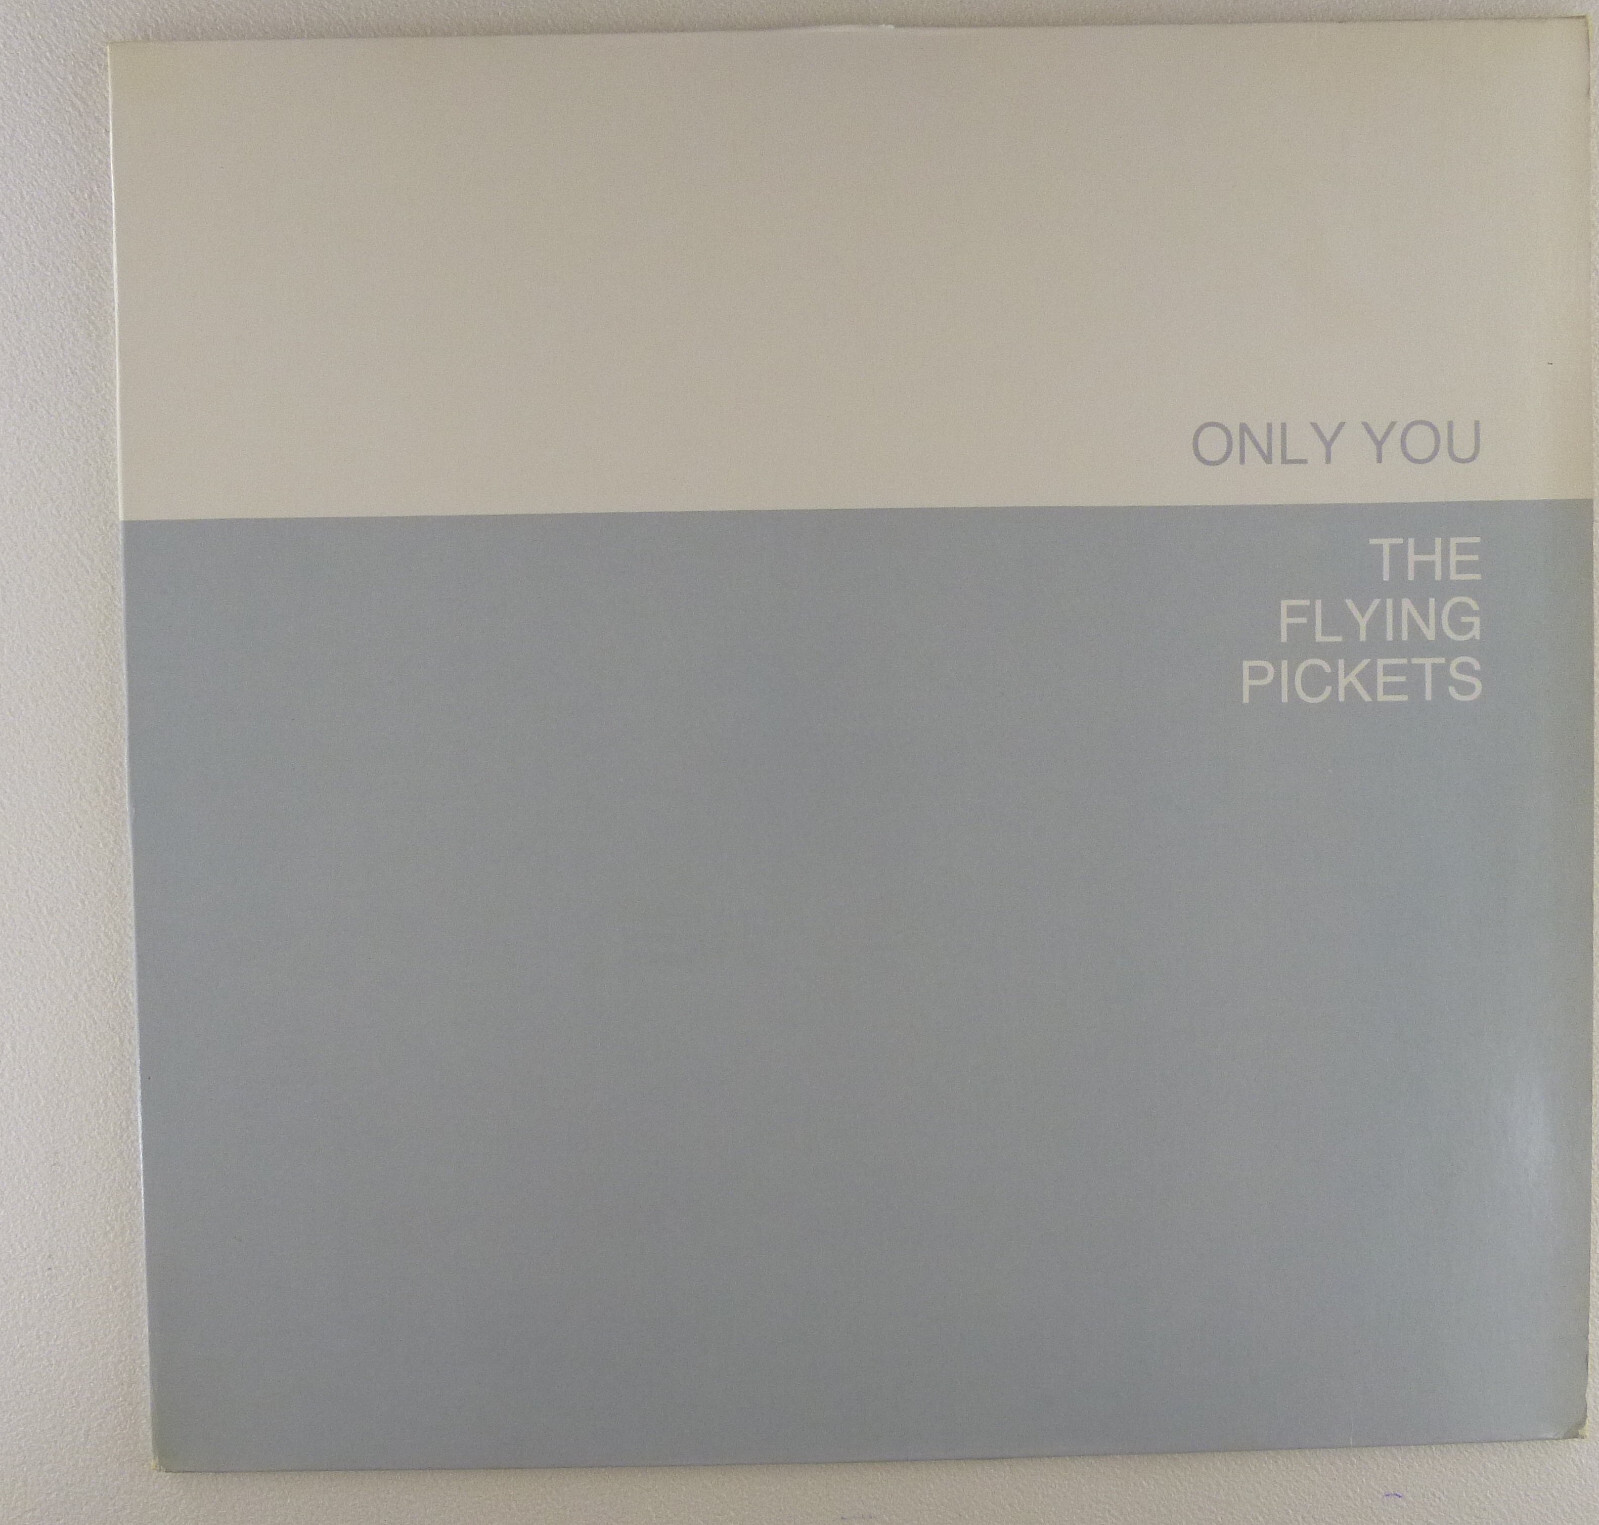 ONLY YOU
THE
FLYING
PICKETS